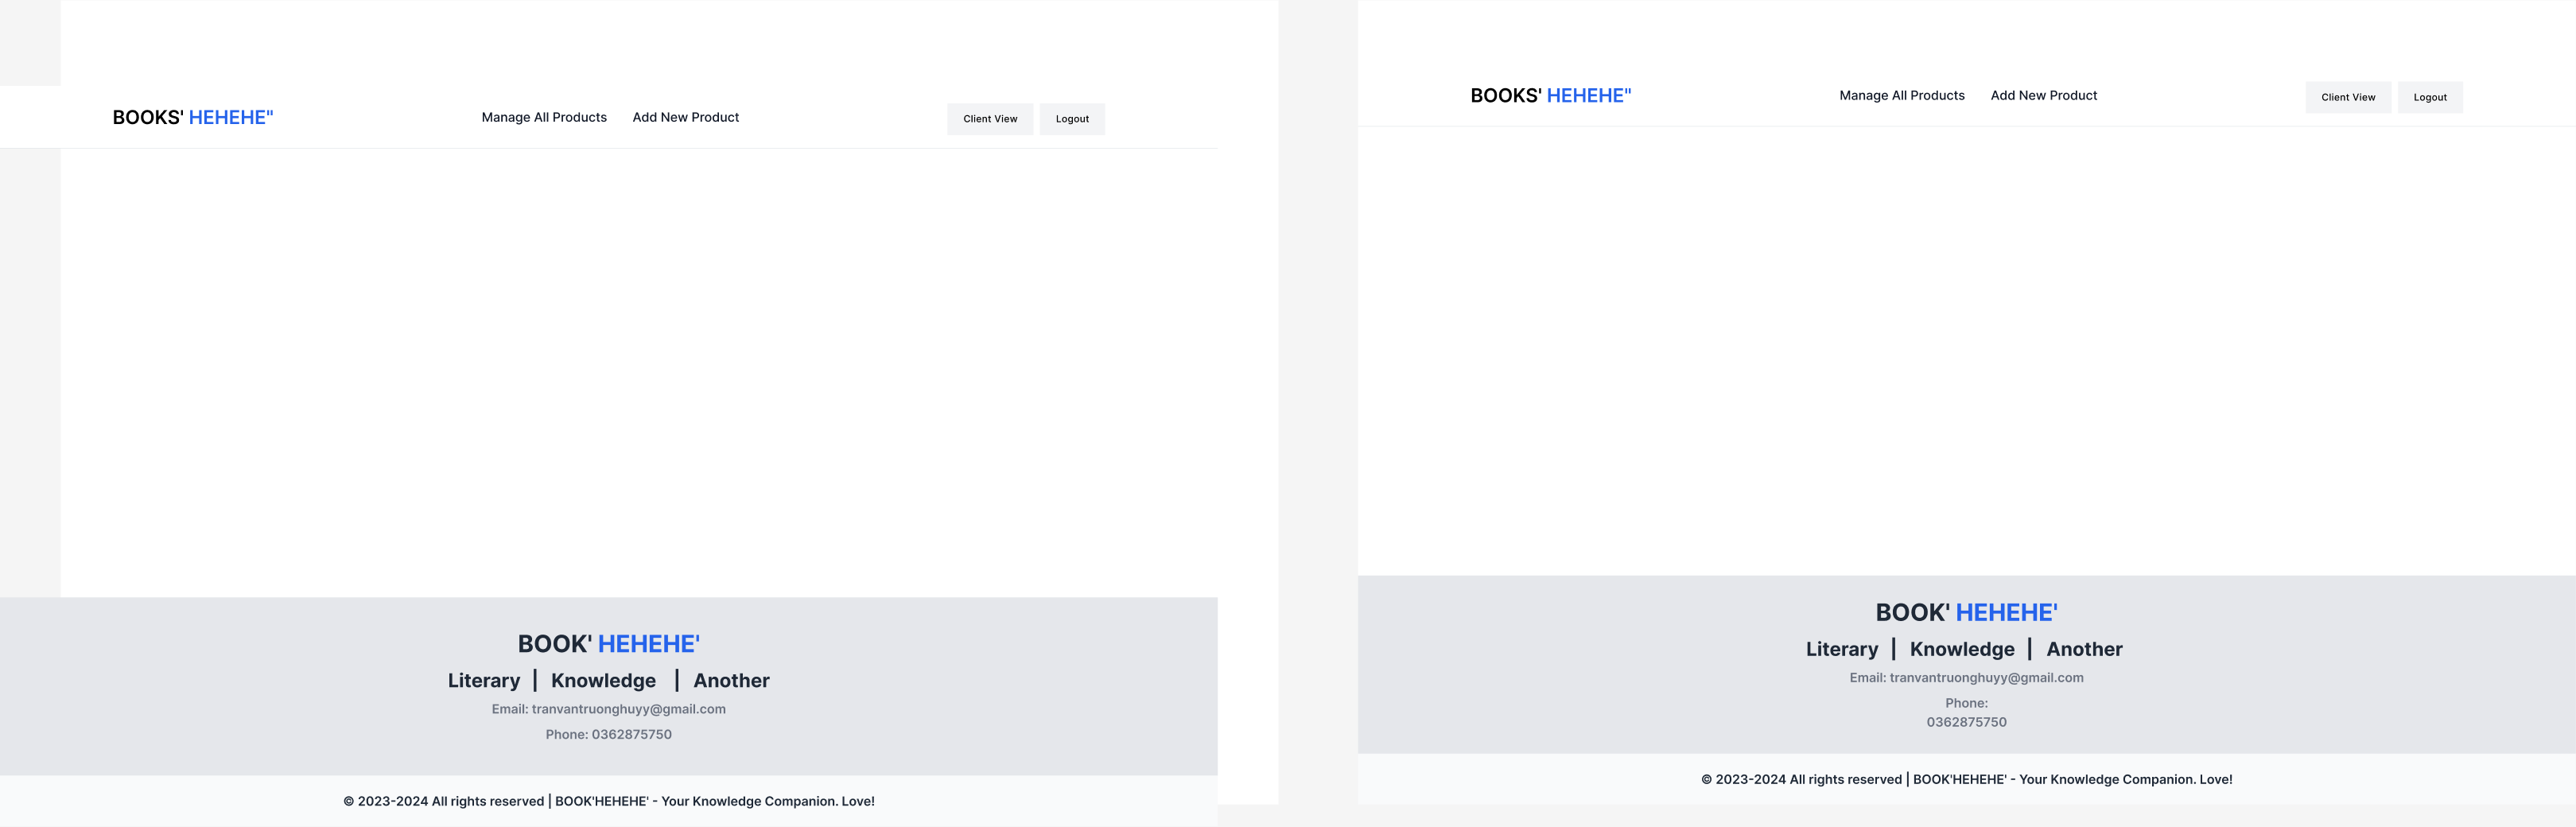 BOOKS' HEHEHE"
Manage All Products Add New Product
Client View Logout
BOOK' HEHEHE'
Literary | Knowledge | Another
Email: tranvantruonghuyy@gmail.com
Phone: 0362875750
© 2023-2024 All rights reserved | BOOK'HEHEHE' - Your Knowledge Companion. Love!
BOOKS' HEHEHE"
Manage All Products Add New Product
Client View Logout
BOOK' HEHEHE'
Literary | Knowledge | Another
Email: tranvantruonghuyy@gmail.com
Phone:
0362875750
© 2023-2024 All rights reserved | BOOK'HEHEHE' - Your Knowledge Companion. Love!